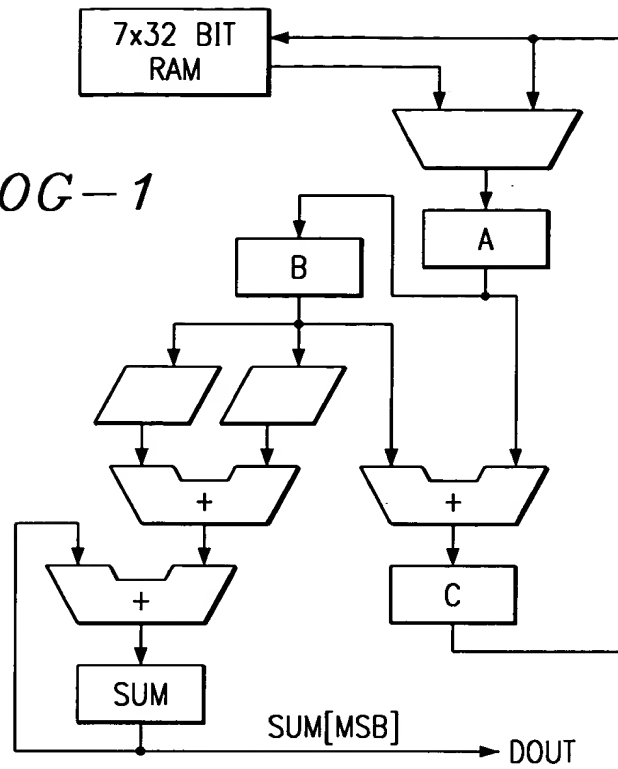 7x32 BIT
RAM
OG-1
A
B
+
+
+
C
SUM
SUM[MSB]
DOUT